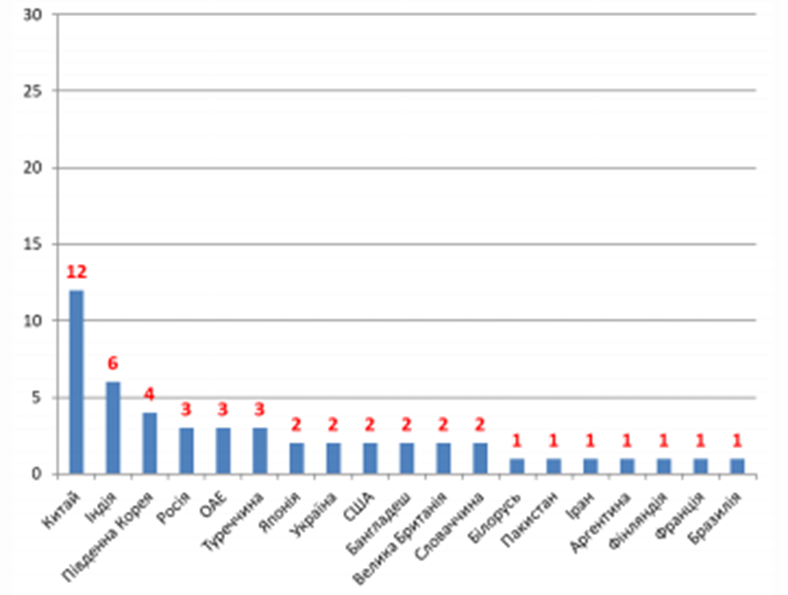 30
25
20
15
10
5
0
12
6
4
3
3
3
2
2
2
2
2
2
1
1
1
1
1
1
1
Китай
Індія
Південна Корея
Росія
ОАЕ
Туреччина
Японія
Україна
США
Бангладеш
Велика Британія
Словаччина
Білорусь
Пакистан
Іран
Аргентина
Фінляндія
Франція
Бразилія